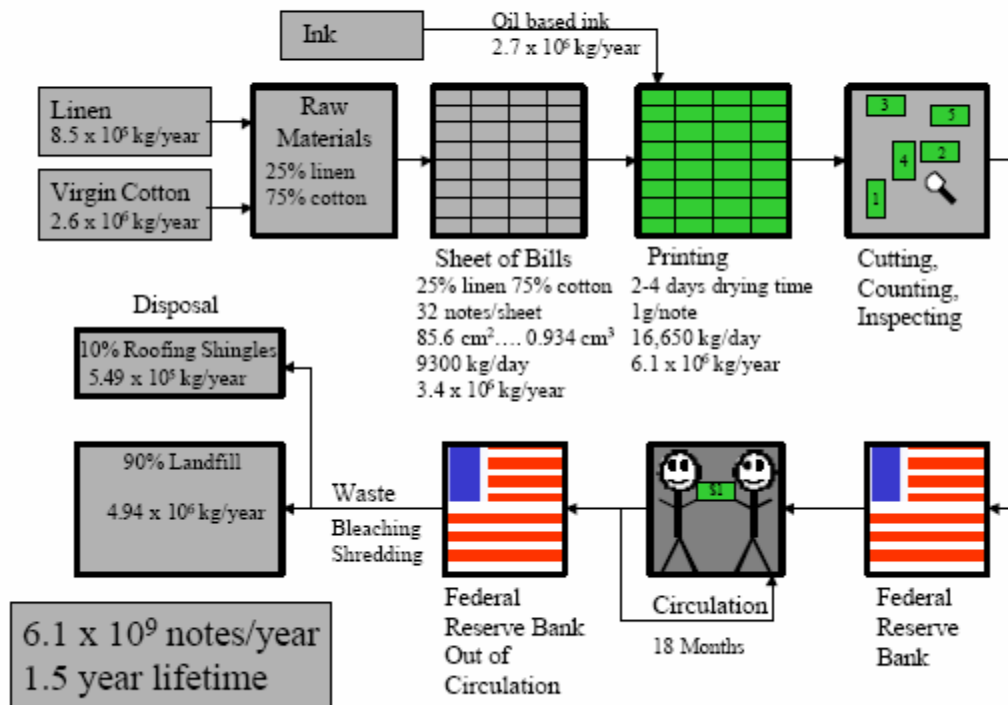 Ink
Oil based ink
2.7 x 10⁶ kg/year
Linen
8.5 x 10⁵ kg/year
Virgin Cotton
2.6 x 10⁶ kg/year
Raw
Materials
25% linen
75% cotton
3
5
4
2
1
Sheet of Bills
25% linen 75% cotton
32 notes/sheet
85.6 cm².... 0.934 cm³
9300 kg/day
3.4 x 10⁶ kg/year
Printing
2-4 days drying time
1g/note
16,650 kg/day
6.1 x 10⁶ kg/year
Cutting,
Counting,
Inspecting
Disposal
10% Roofing Shingles
5.49 x 10⁵ kg/year
90% Landfill
4.94 x 10⁶ kg/year
Waste
Bleaching
Shredding
Federal
Reserve Bank
Out of
Circulation
$1
Circulation
18 Months
Federal
Reserve
Bank
6.1 x 10⁹ notes/year
1.5 year lifetime